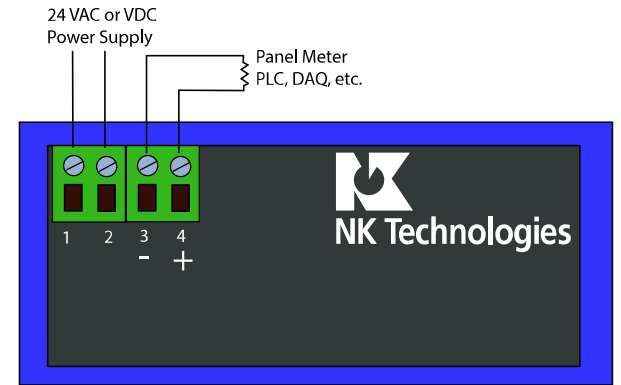 24 VAC or VDC
Power Supply
Panel Meter
PLC, DAQ, etc.
NK Technologies
1 2 3 4
- +